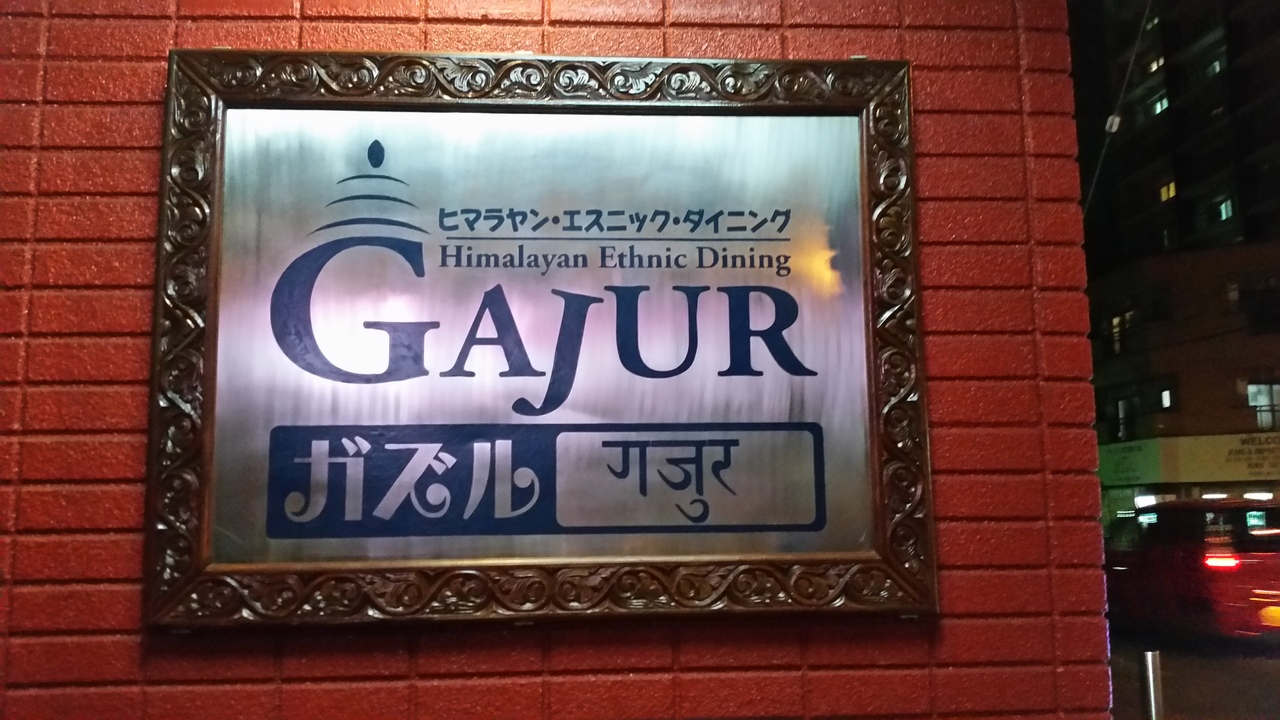 ヒマラヤン・エスニック・ダイニング
Himalayan Ethnic Dining
GAJUR
ガズル
गजुर